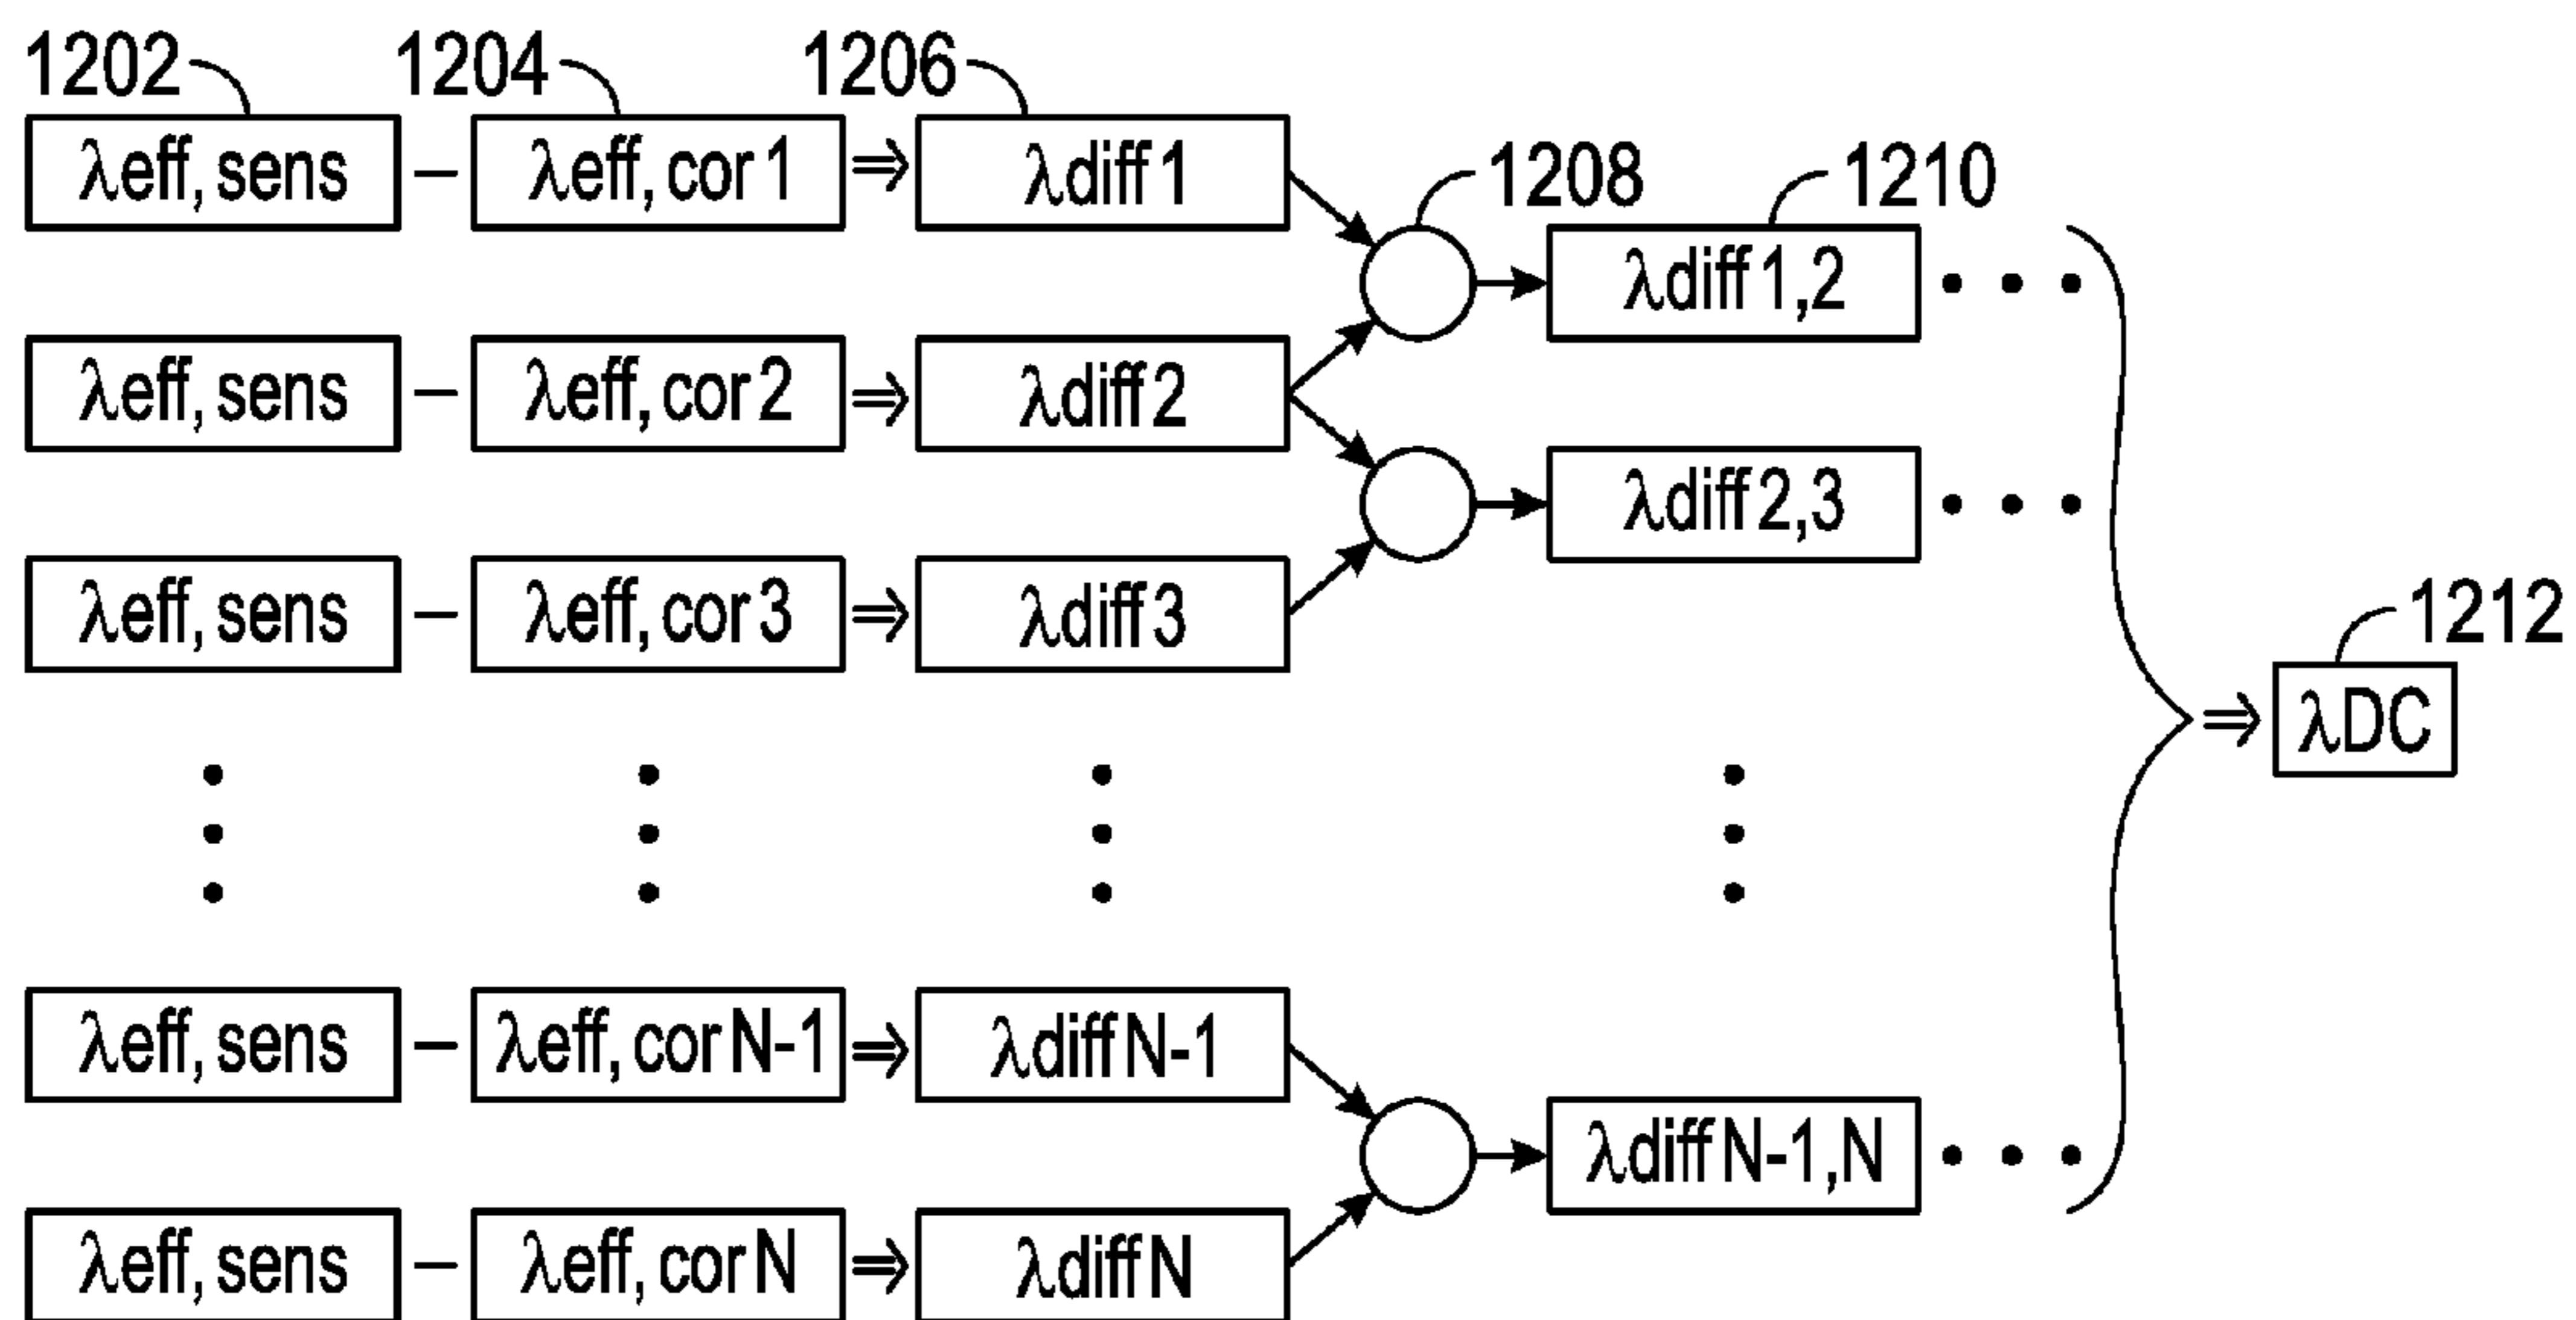 1202 1204 1206
λeff, sens – λeff, cor 1 ⇒ λdiff 1
1208 1210
λdiff 1,2 • • •
λeff, sens – λeff, cor 2 ⇒ λdiff 2
λdiff 2,3 • • •
λeff, sens – λeff, cor 3 ⇒ λdiff 3
1212
⇒ λDC
λeff, sens – λeff, cor N-1 ⇒ λdiff N-1
λdiff N-1,N • • •
λeff, sens – λeff, cor N ⇒ λdiff N